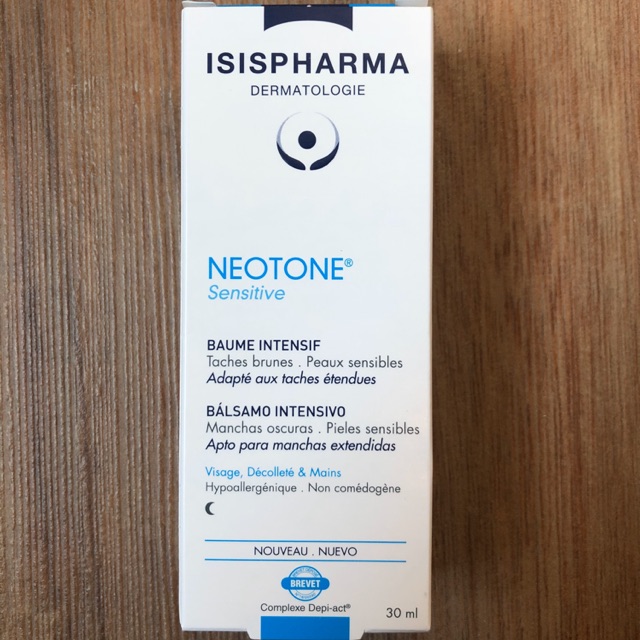 ISISPHARMA
DERMATOLOGIE
NEOTONE®
Sensitive
BAUME INTENSIF
Taches brunes . Peaux sensibles
Adapté aux taches étendues
BÁLSAMO INTENSIVO
Manchas oscuras . Pieles sensibles
Apto para manchas extendidas
Visage, Décolleté & Mains
Hypoallergénique . Non comédogène
NOUVEAU . NUEVO
BREVET
Complexe Depi-act®
30 ml